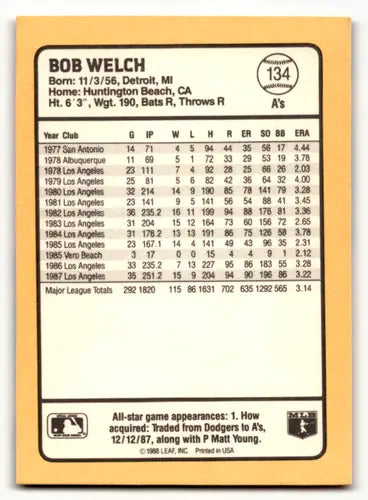 BOB WELCH
Born: 11/3/56, Detroit, MI
Home: Huntington Beach, CA
Ht. 6'3", Wgt. 190, Bats R, Throws R
134
A's
Year Club G IP W L H R ER SO BB ERA
1977 San Antonio 14 71 4 5 94 44 35 56 17 4.44
1978 Albuquerque 11 69 5 1 72 33 29 53 19 3.78
1978 Los Angeles 23 111 7 4 92 28 25 66 26 2.03
1979 Los Angeles 25 81 5 6 82 42 36 64 32 4.00
1980 Los Angeles 32 214 14 9 190 85 78 141 79 3.28
1981 Los Angeles 23 141 9 5 141 56 54 88 41 3.45
1982 Los Angeles 36 235.2 16 11 199 94 88 176 81 3.36
1983 Los Angeles 31 204 15 12 164 73 60 156 72 2.65
1984 Los Angeles 31 178.2 13 13 191 86 75 126 58 3.78
1985 Los Angeles 23 167.1 14 4 141 49 43 96 35 2.31
1985 Vero Beach 3 17 0 0 15 4 4 9 1 2.12
1986 Los Angeles 33 235.2 7 13 227 95 86 183 55 3.28
1987 Los Angeles 35 251.2 15 9 204 94 90 196 86 3.22
Major League Totals 292 1820 115 86 1631 702 635 1292 565 3.14
All-star game appearances: 1. How
acquired: Traded from Dodgers to A's,
12/12/87, along with P Matt Young.
© 1988 LEAF, INC. Printed in USA
MLB